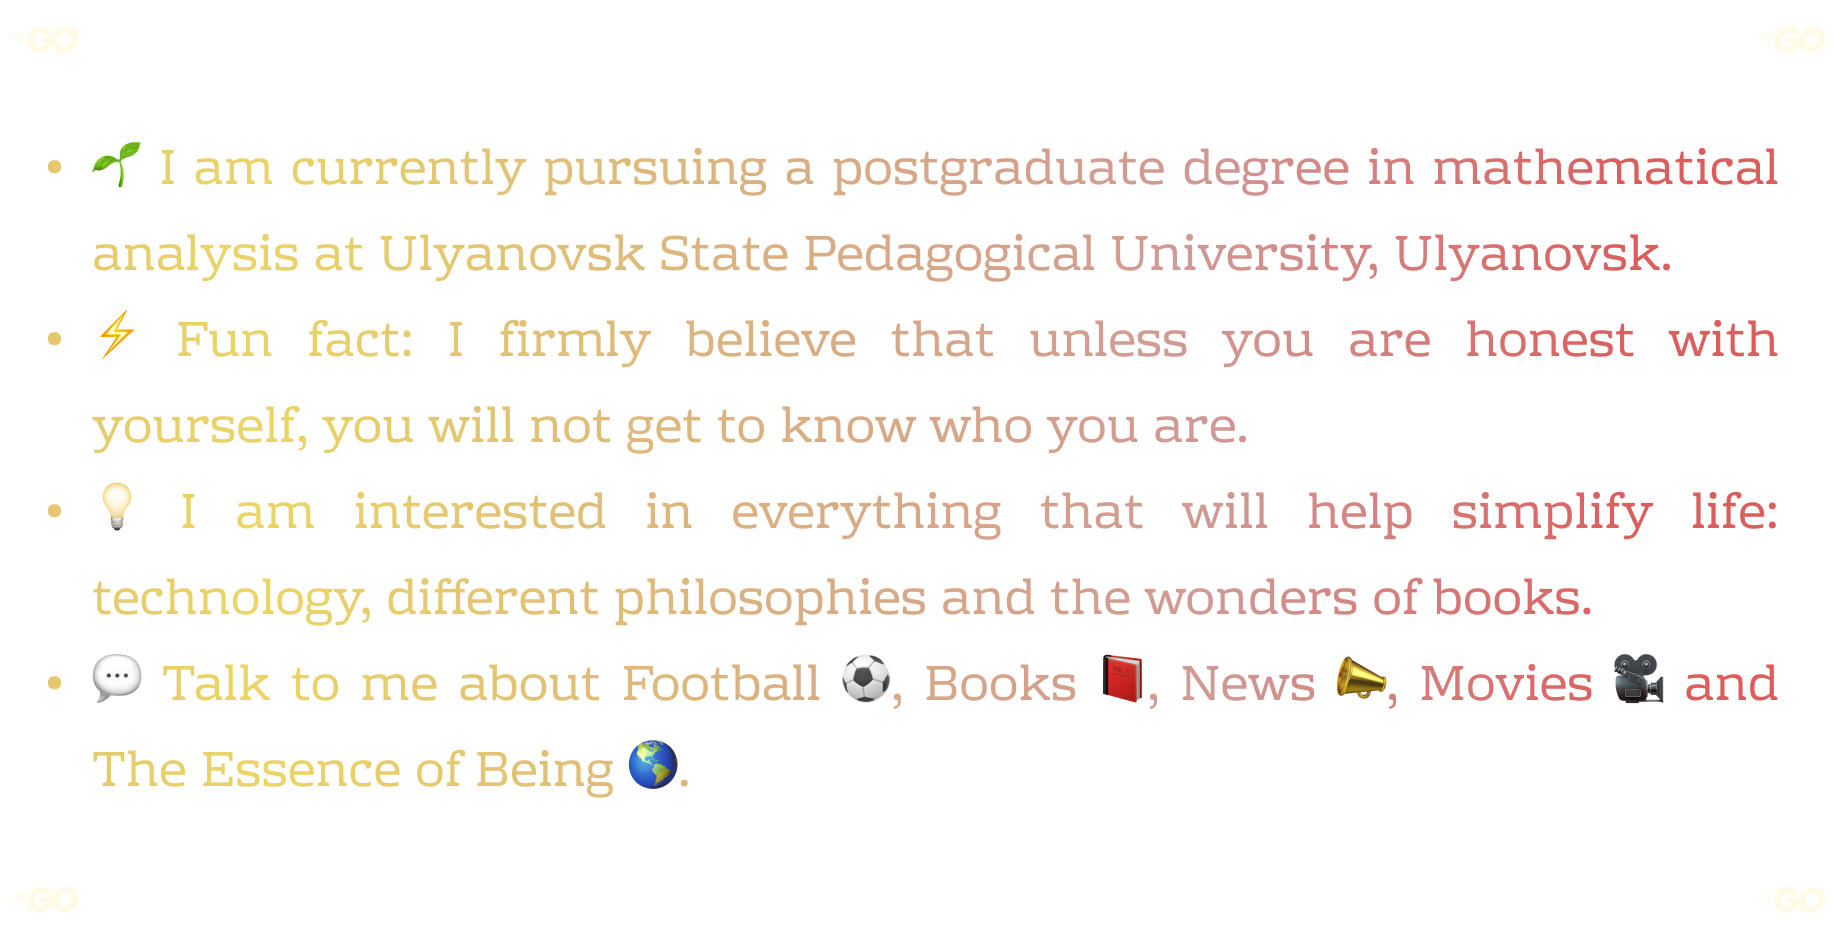 GO GO
• 🌱 I am currently pursuing a postgraduate degree in mathematical
analysis at Ulyanovsk State Pedagogical University, Ulyanovsk.
• ⚡ Fun fact: I firmly believe that unless you are honest with
yourself, you will not get to know who you are.
• 💡 I am interested in everything that will help simplify life:
technology, different philosophies and the wonders of books.
• 💬 Talk to me about Football ⚽, Books 📕, News 📣, Movies 🎥 and
The Essence of Being 🌎.
GO GO